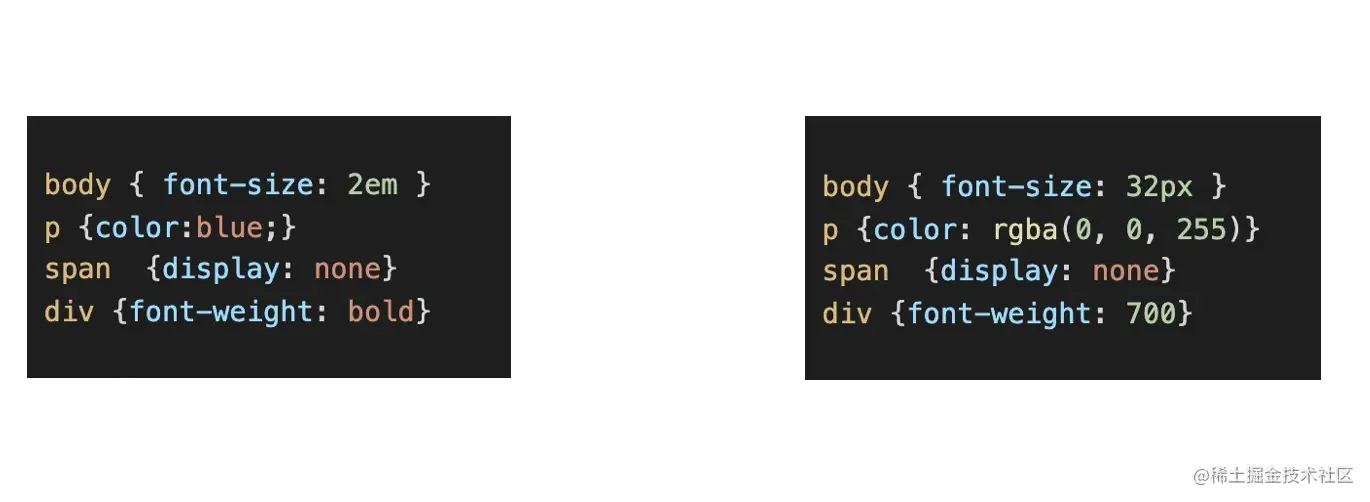 body { font-size: 2em }
p {color:blue;}
span  {display: none}
div {font-weight: bold}
body { font-size: 32px }
p {color: rgba(0, 0, 255)}
span  {display: none}
div {font-weight: 700}
@稀土掘金技术社区